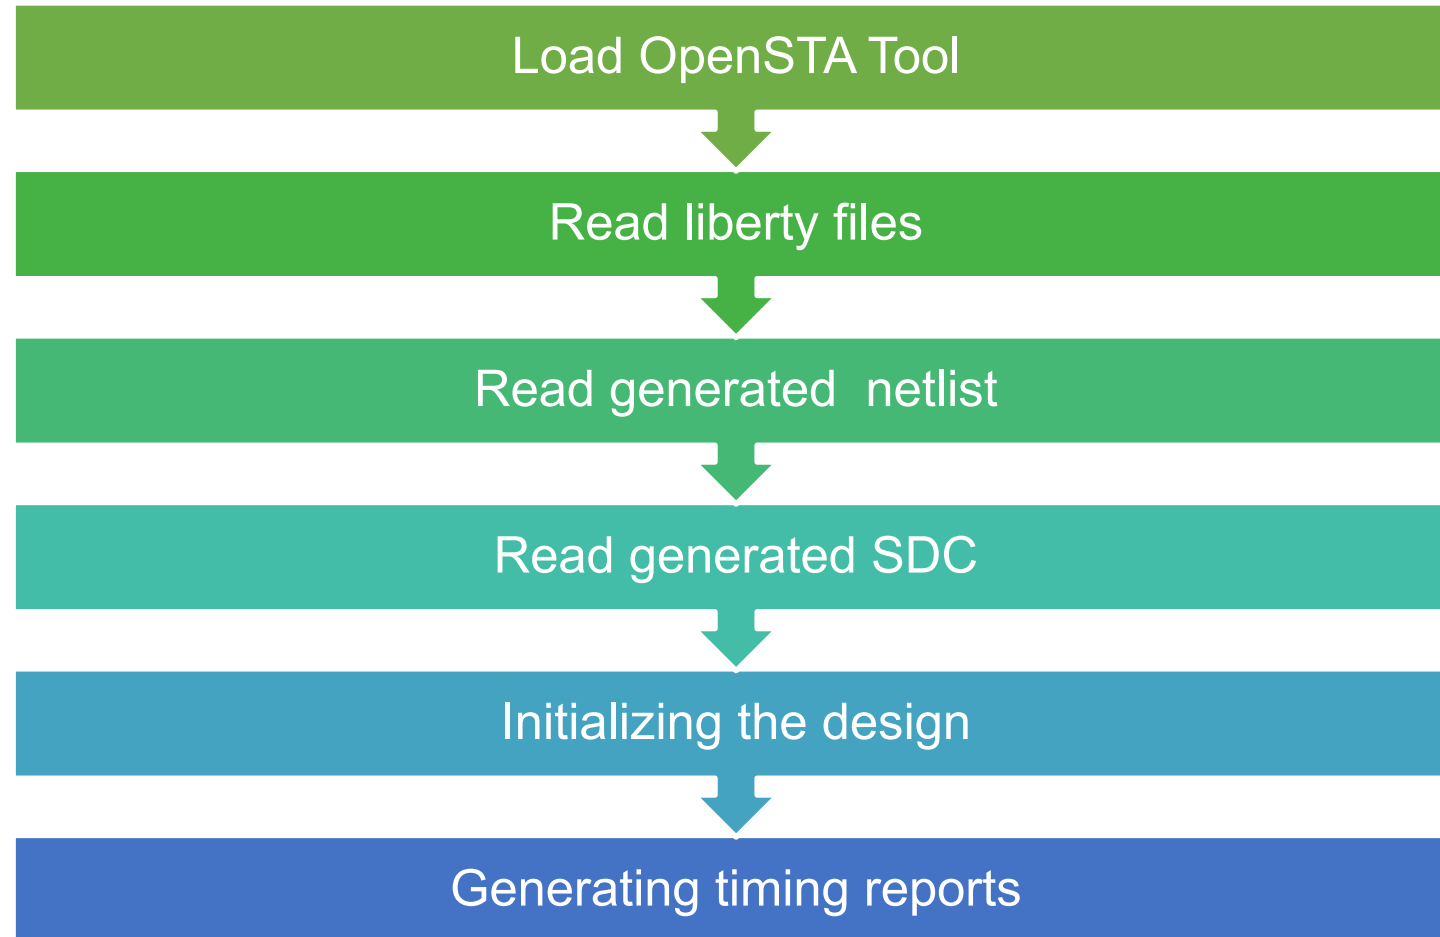 Load OpenSTA Tool
Read liberty files
Read generated  netlist
Read generated SDC
Initializing the design
Generating timing reports